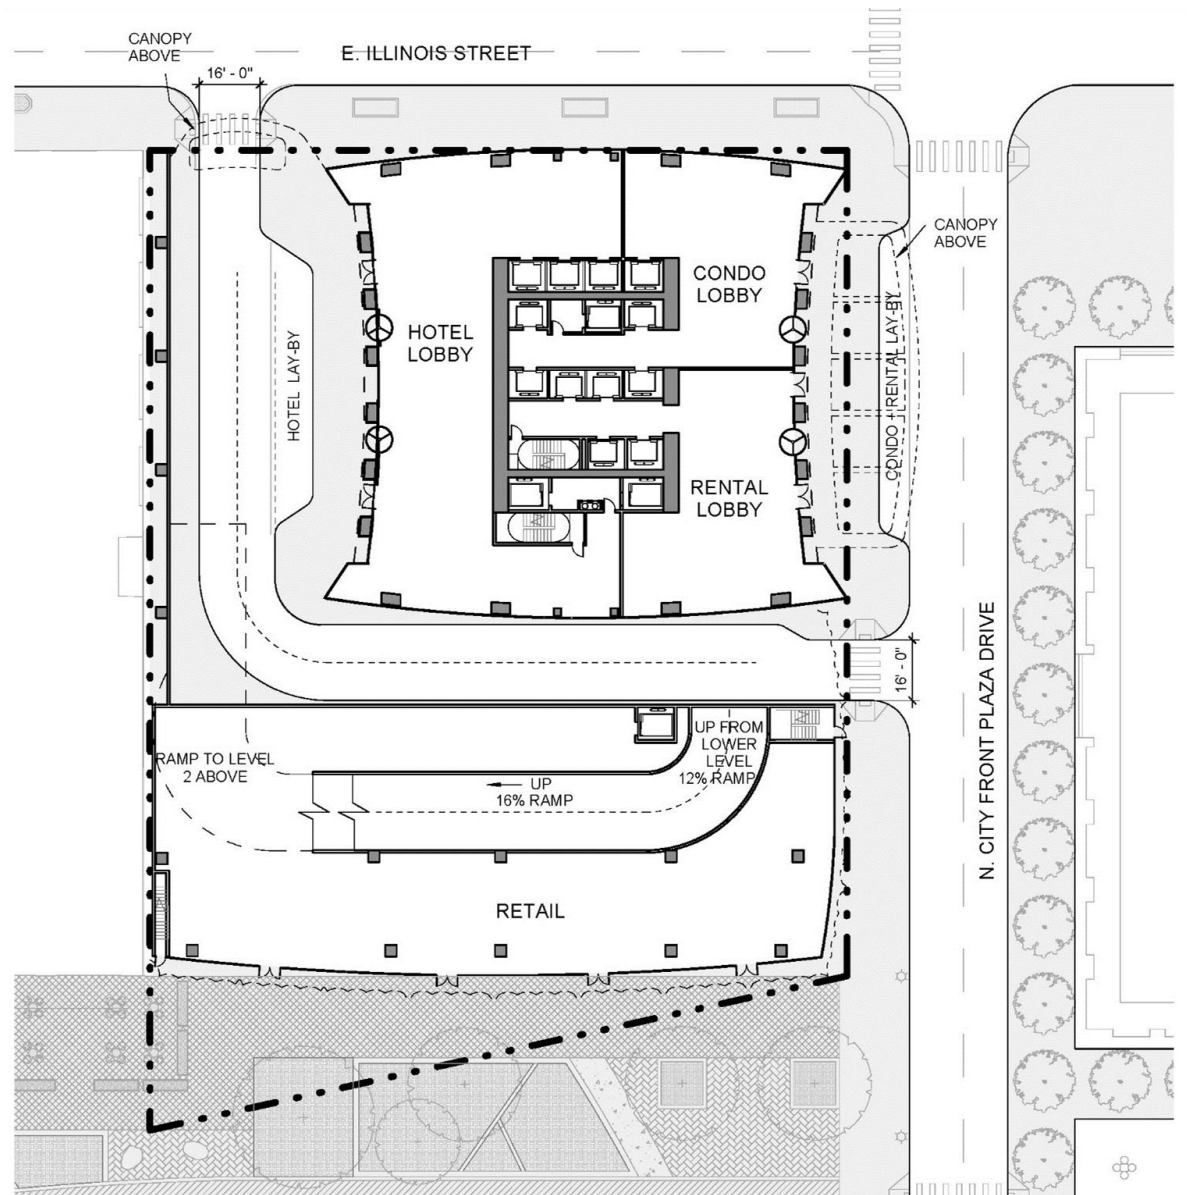 CANOPY
ABOVE
E. ILLINOIS STREET
16' - 0"
CANOPY
ABOVE
CONDO
LOBBY
HOTEL
LOBBY
HOTEL LAY-BY
CONDO + RENTAL LAY-BY
RENTAL
LOBBY
N. CITY FRONT PLAZA DRIVE
16' - 0"
RAMP TO LEVEL
2 ABOVE
UP FROM
LOWER
LEVEL
12% RAMP
UP
16% RAMP
RETAIL